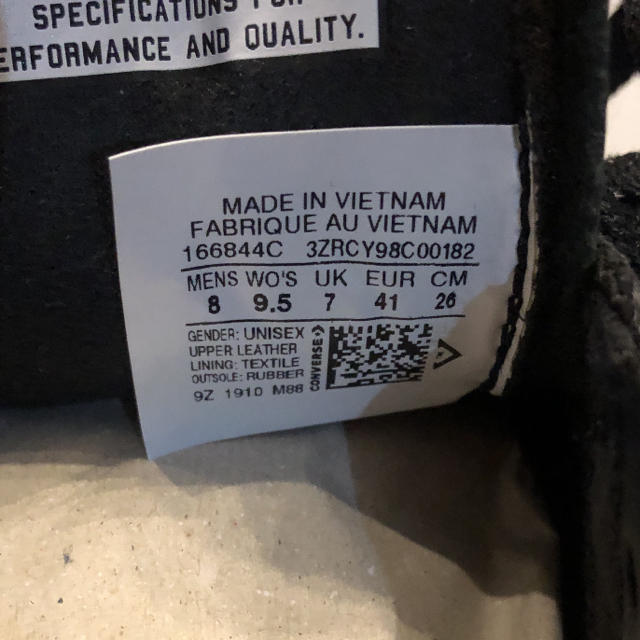 SPECIFICATIONS FOR
ERFORMANCE AND QUALITY.
MADE IN VIETNAM
FABRIQUE AU VIETNAM
166844C 3ZRCY98C00182
MENS WO'S UK EUR CM
8 9.5 7 41 26
GENDER: UNISEX
UPPER LEATHER
LINING: TEXTILE
OUTSOLE: RUBBER
9Z 1910 M88
CONVERSE